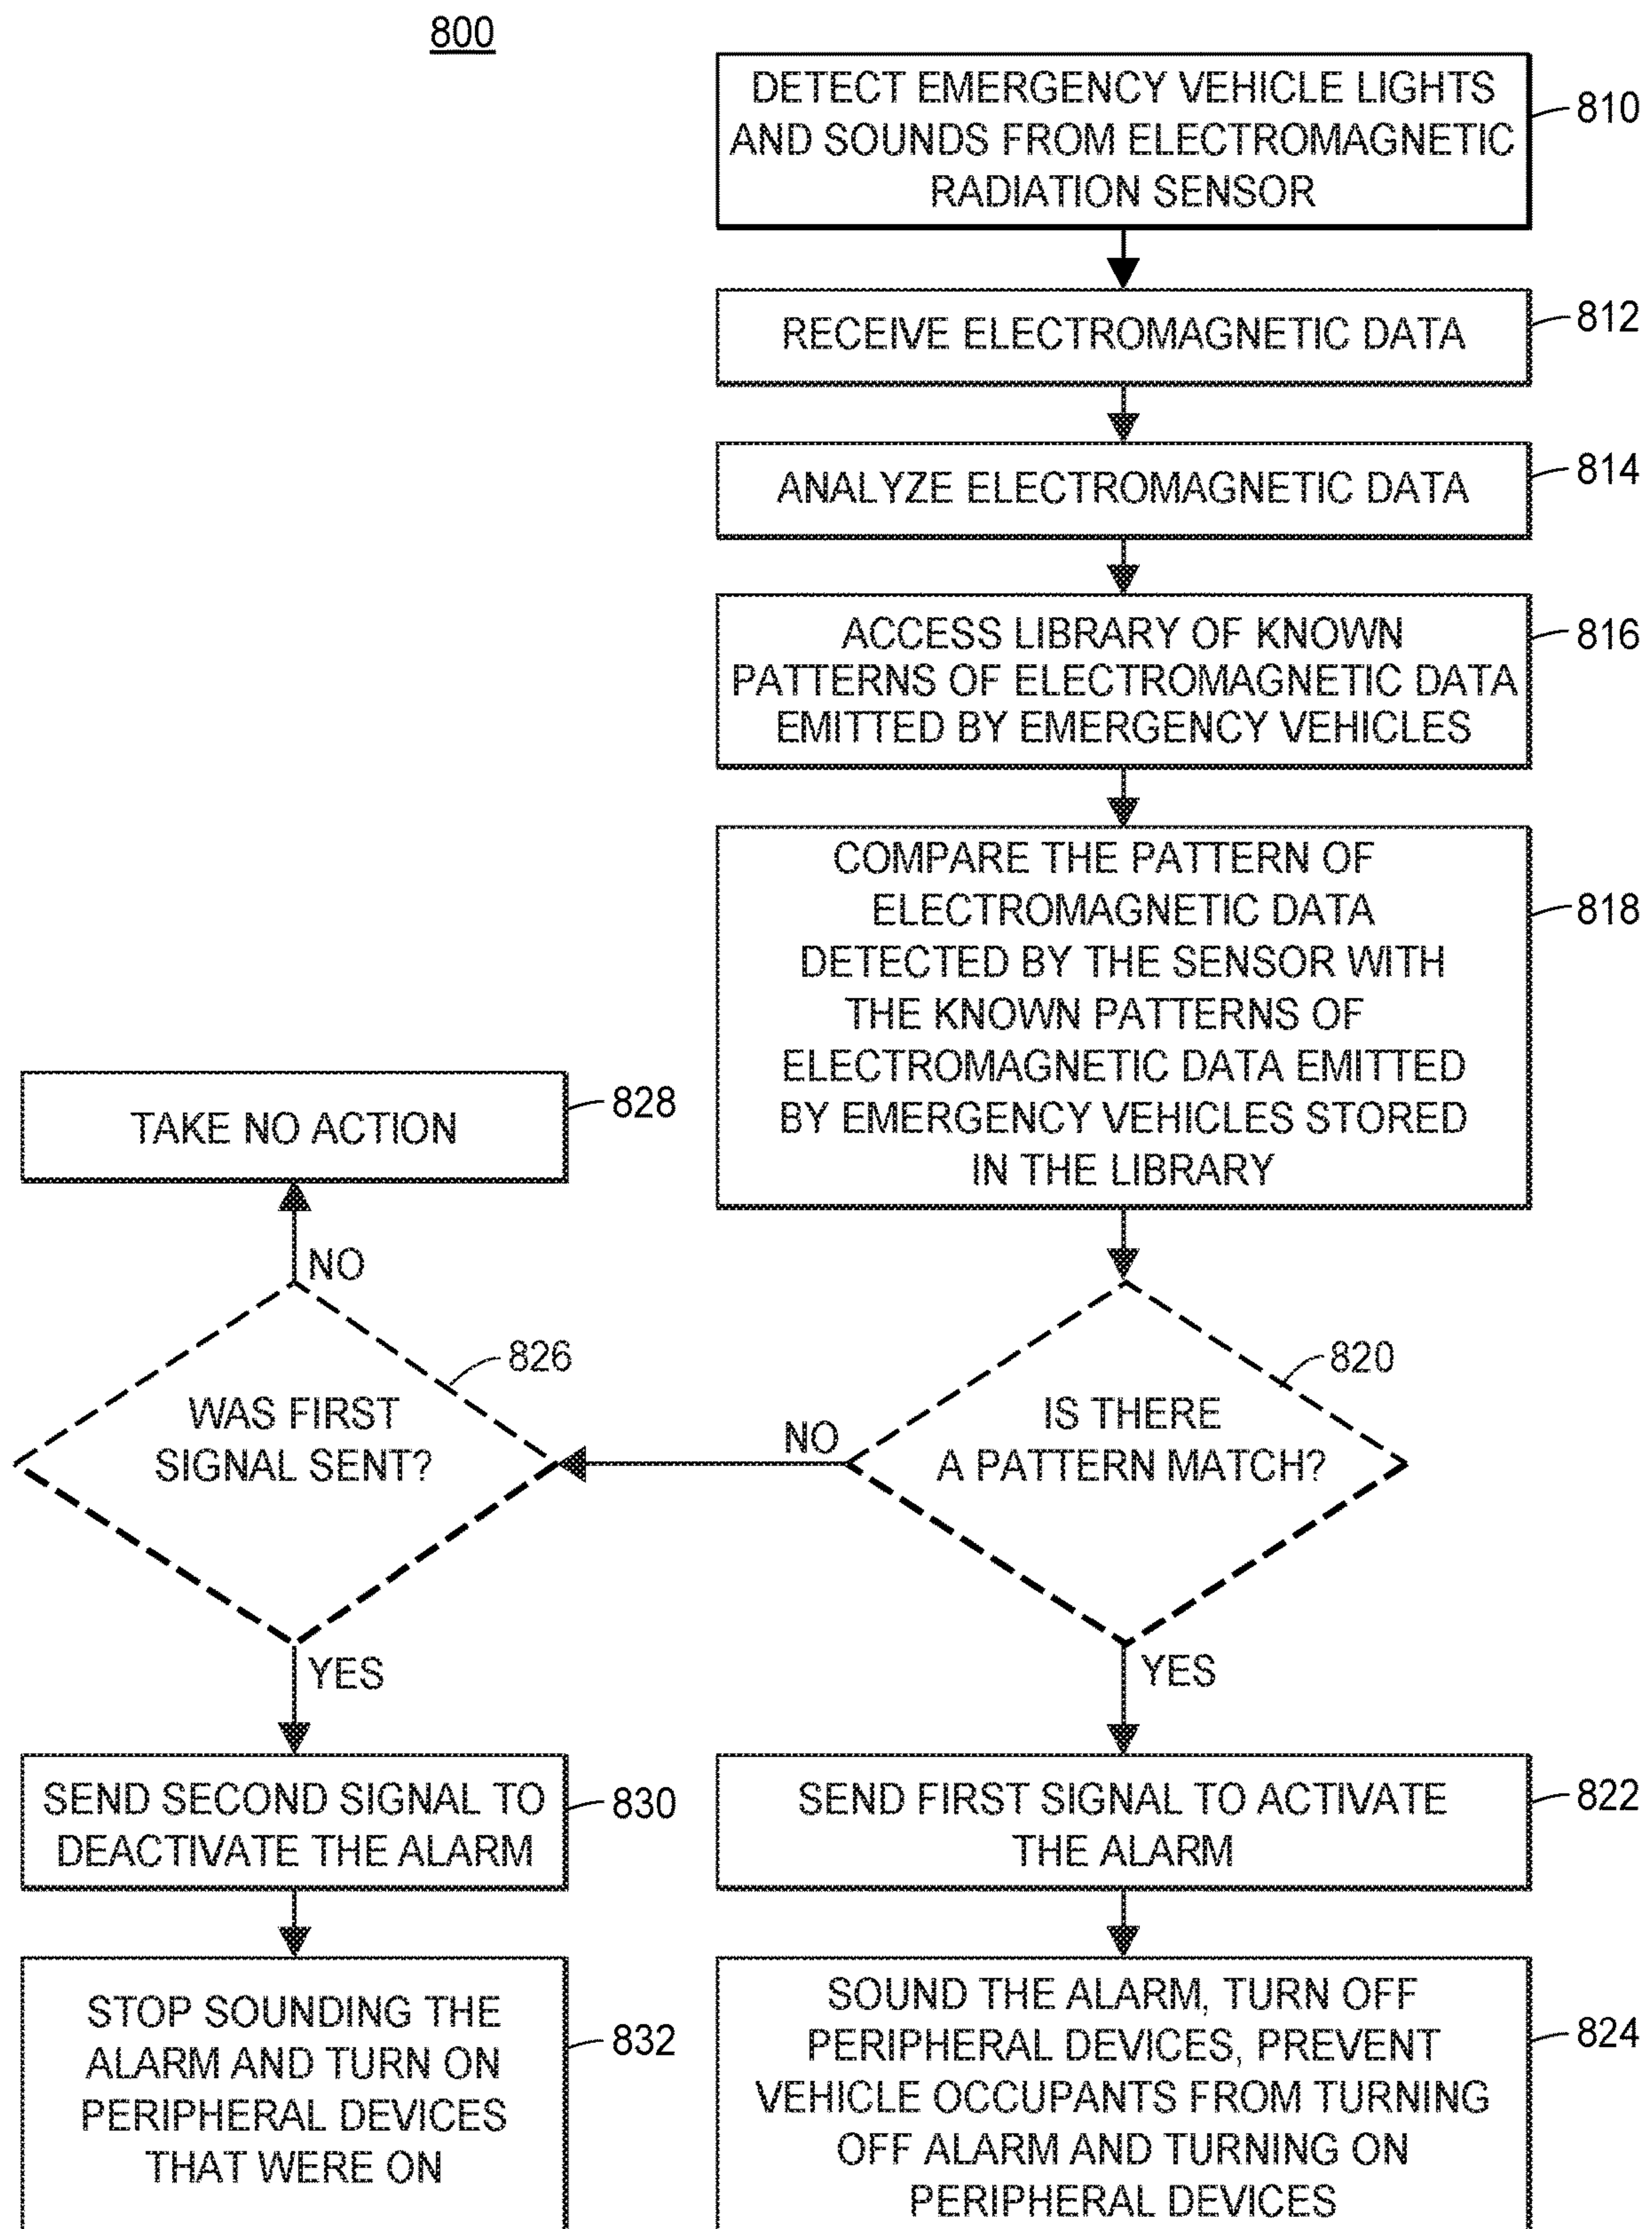 800
DETECT EMERGENCY VEHICLE LIGHTS
AND SOUNDS FROM ELECTROMAGNETIC
RADIATION SENSOR
810
RECEIVE ELECTROMAGNETIC DATA
812
ANALYZE ELECTROMAGNETIC DATA
814
ACCESS LIBRARY OF KNOWN
PATTERNS OF ELECTROMAGNETIC DATA
EMITTED BY EMERGENCY VEHICLES
816
COMPARE THE PATTERN OF
ELECTROMAGNETIC DATA
DETECTED BY THE SENSOR WITH
THE KNOWN PATTERNS OF
ELECTROMAGNETIC DATA EMITTED
BY EMERGENCY VEHICLES STORED
IN THE LIBRARY
818
TAKE NO ACTION
828
NO
WAS FIRST
SIGNAL SENT?
826
NO
IS THERE
A PATTERN MATCH?
820
YES
YES
SEND SECOND SIGNAL TO
DEACTIVATE THE ALARM
830
SEND FIRST SIGNAL TO ACTIVATE
THE ALARM
822
STOP SOUNDING THE
ALARM AND TURN ON
PERIPHERAL DEVICES
THAT WERE ON
832
SOUND THE ALARM, TURN OFF
PERIPHERAL DEVICES, PREVENT
VEHICLE OCCUPANTS FROM TURNING
OFF ALARM AND TURNING ON
PERIPHERAL DEVICES
824